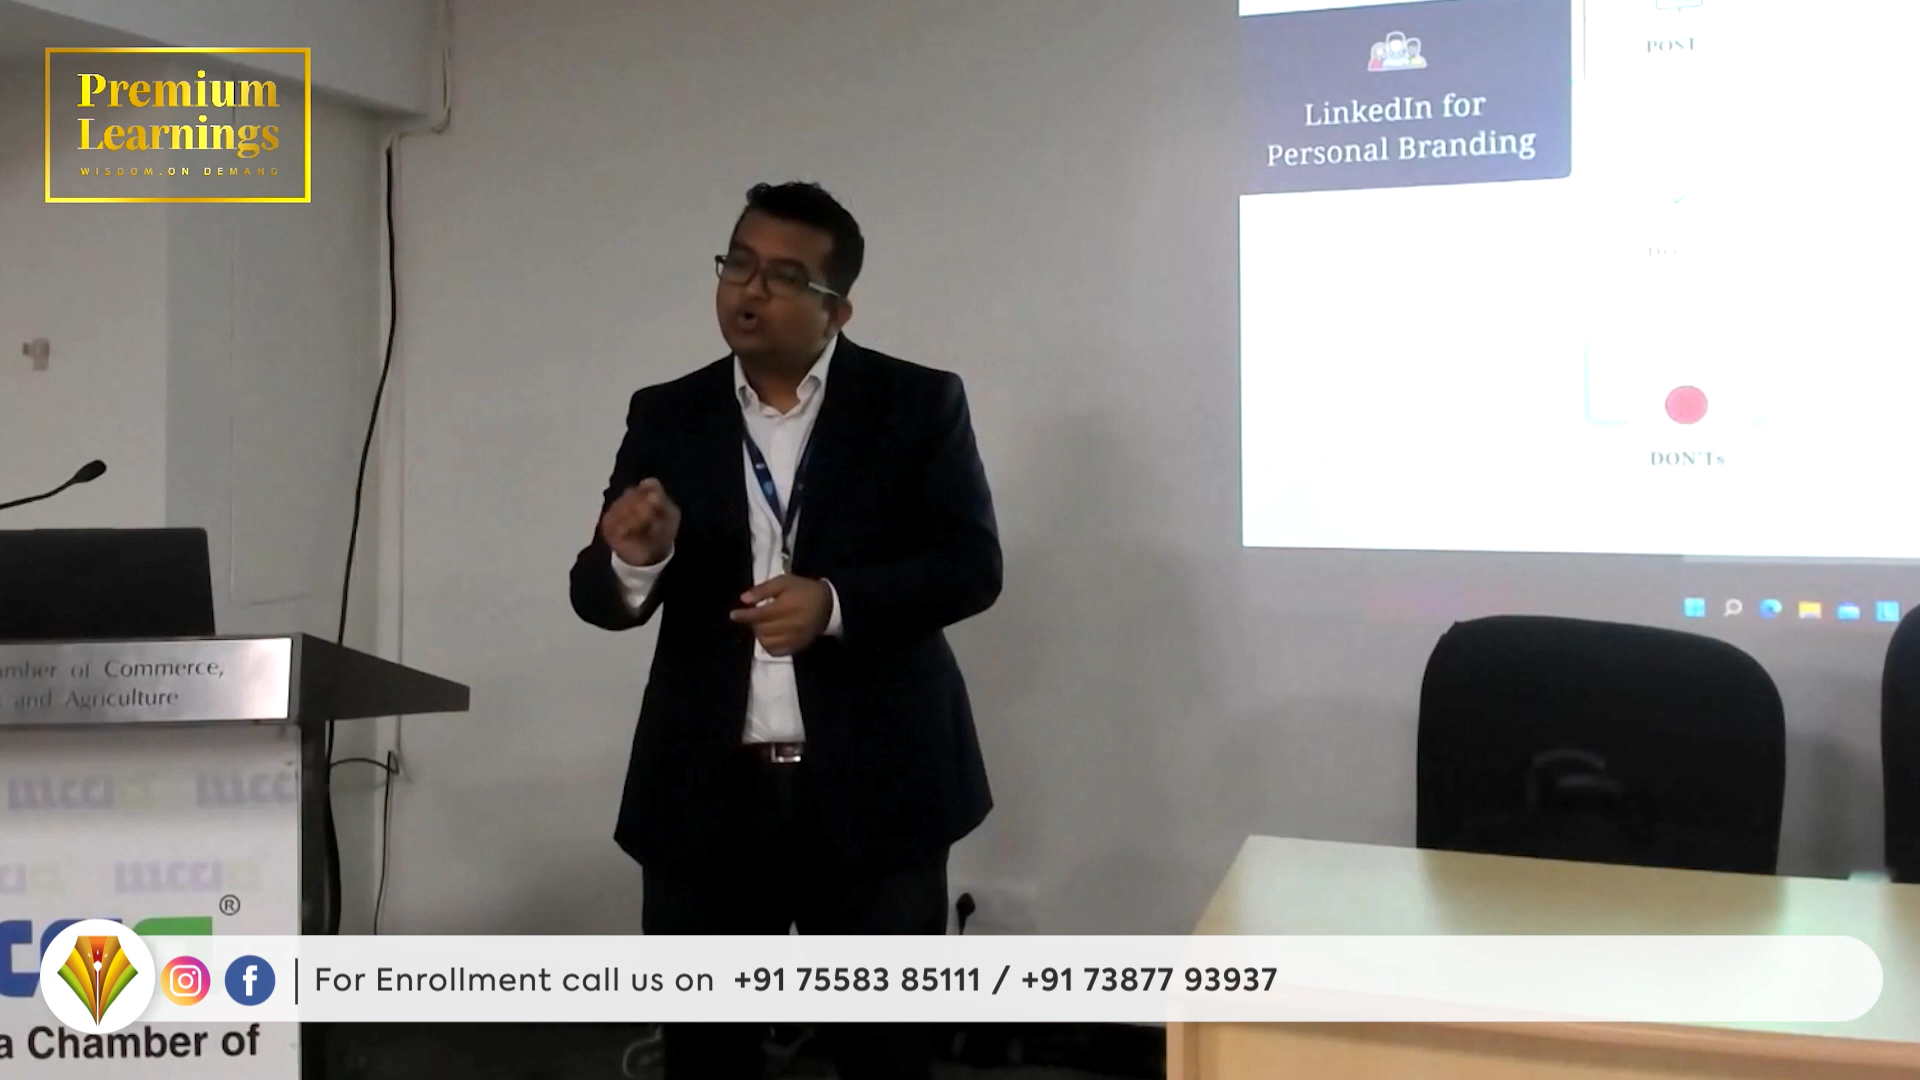 Premium
Learnings
WISDOM.ON DEMAND
POST
LinkedIn for
Personal Branding
DON'Ts
of Commerce,
and Agriculture
®
For Enrollment call us on +91 75583 85111 / +91 73877 93937
a Chamber of